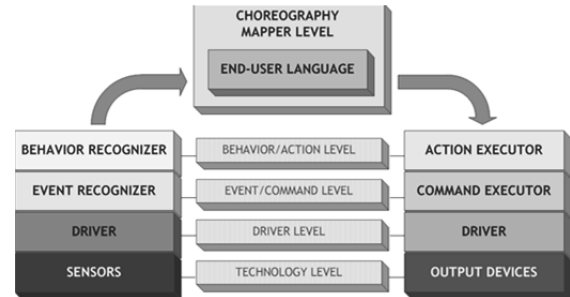 CHOREOGRAPHY
MAPPER LEVEL
END-USER LANGUAGE
BEHAVIOR RECOGNIZER
BEHAVIOR/ACTION LEVEL
ACTION EXECUTOR
EVENT RECOGNIZER
EVENT/COMMAND LEVEL
COMMAND EXECUTOR
DRIVER
DRIVER LEVEL
DRIVER
SENSORS
TECHNOLOGY LEVEL
OUTPUT DEVICES